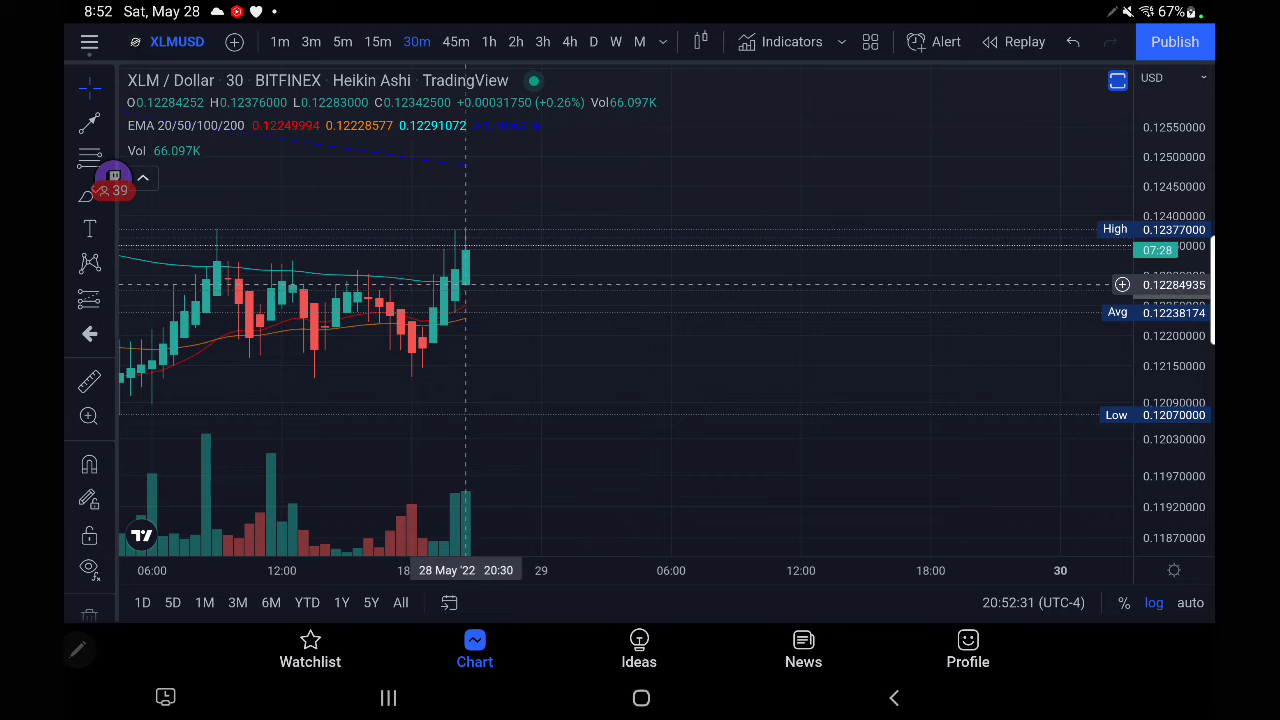 8:52 Sat, May 28 67%
XLMUSD 1m 3m 5m 15m 30m 45m 1h 2h 3h 4h D W M Indicators Alert Replay Publish
XLM / Dollar · 30 · BITFINEX · Heikin Ashi · TradingView
USD
O0.12284252 H0.12376000 L0.12283000 C0.12342500 +0.00031750 (+0.26%) Vol66.097K
EMA 20/50/100/200 0.12249994 0.12228577 0.12291072
Vol 66.097K
39
0.12550000
0.12500000
0.12450000
0.12400000
High 0.12377000
07:28
0.12284935
Avg 0.12238174
0.12200000
0.12150000
0.12090000
Low 0.12070000
0.12030000
0.11970000
0.11920000
0.11870000
06:00 12:00 18 28 May '22 20:30 29 06:00 12:00 18:00 30
1D 5D 1M 3M 6M YTD 1Y 5Y All 20:52:31 (UTC-4) % log auto
Watchlist Chart Ideas News Profile